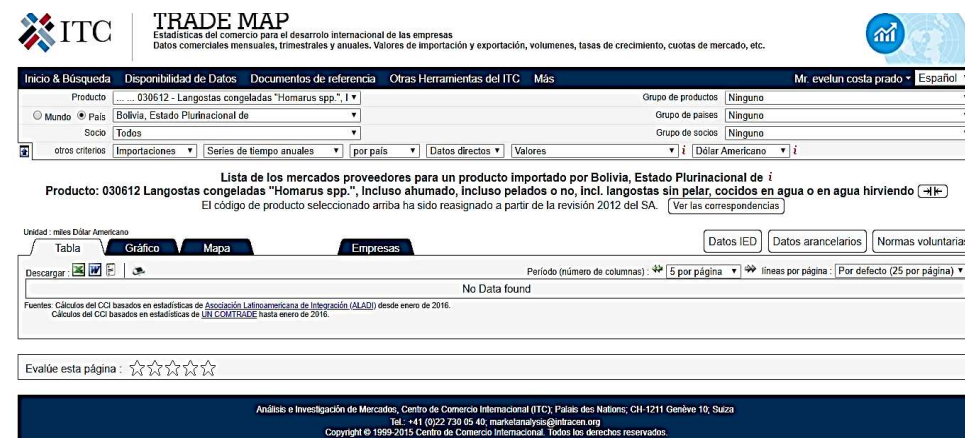 ITC
TRADE MAP
Estadísticas del comercio para el desarrollo internacional de las empresas
Datos comerciales mensuales, trimestrales y anuales. Valores de importación y exportación, volumenes, tasas de crecimiento, cuotas de mercado, etc.
Inicio & Búsqueda Disponibilidad de Datos Documentos de referencia Otras Herramientas del ITC Más Mr. evelun costa prado Español
Producto ... ... 030612 - Langostas congeladas "Homarus spp.", I Grupo de productos Ninguno
Mundo País Bolivia, Estado Plurinacional de Grupo de paises Ninguno
Socio Todos Grupo de socios Ninguno
otros criterios Importaciones Series de tiempo anuales por país Datos directos Valores i Dólar Americano i
Lista de los mercados proveedores para un producto importado por Bolivia, Estado Plurinacional de i
Producto: 030612 Langostas congeladas "Homarus spp.", Incluso ahumado, incluso pelados o no, incl. langostas sin pelar, cocidos en agua o en agua hirviendo
El código de producto seleccionado arriba ha sido reasignado a partir de la revisión 2012 del SA. Ver las correspondencias
Unidad : miles Dólar Americano
Tabla Gráfico Mapa Empresas Datos IED Datos arancelarios Normas voluntarias
Descargar : Período (número de columnas) : 5 por página líneas por página : Por defecto (25 por página)
No Data found
Fuentes: Cálculos del CCI basados en estadísticas de Asociación Latinoamericana de Integración (ALADI) desde enero de 2016.
Cálculos del CCI basados en estadísticas de UN COMTRADE hasta enero de 2016.
Evalúe esta página :
Análisis e Investigación de Mercados, Centro de Comercio Internacional (ITC); Palais des Nations; CH-1211 Genève 10; Suiza
Tel.: +41 (0)22 730 05 40; marketanalysis@intracen.org
Copyright © 1999-2015 Centro de Comercio Internacional. Todos los derechos reservados.